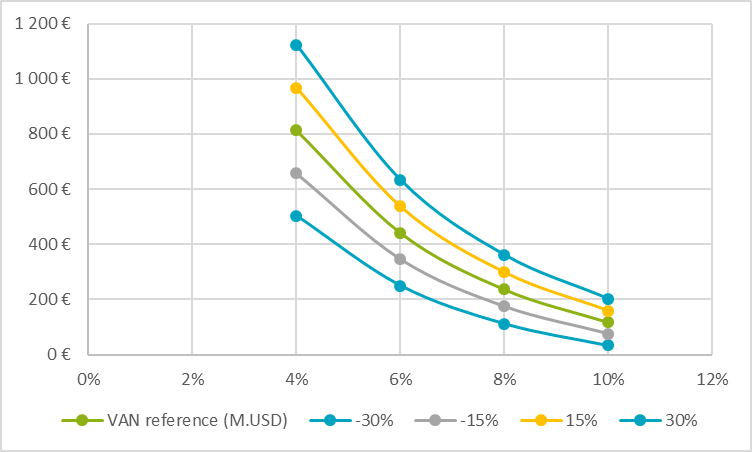 1 200 €
1 000 €
800 €
600 €
400 €
200 €
0 €
0% 2% 4% 6% 8% 10% 12%
VAN reference (M.USD) -30% -15% 15% 30%